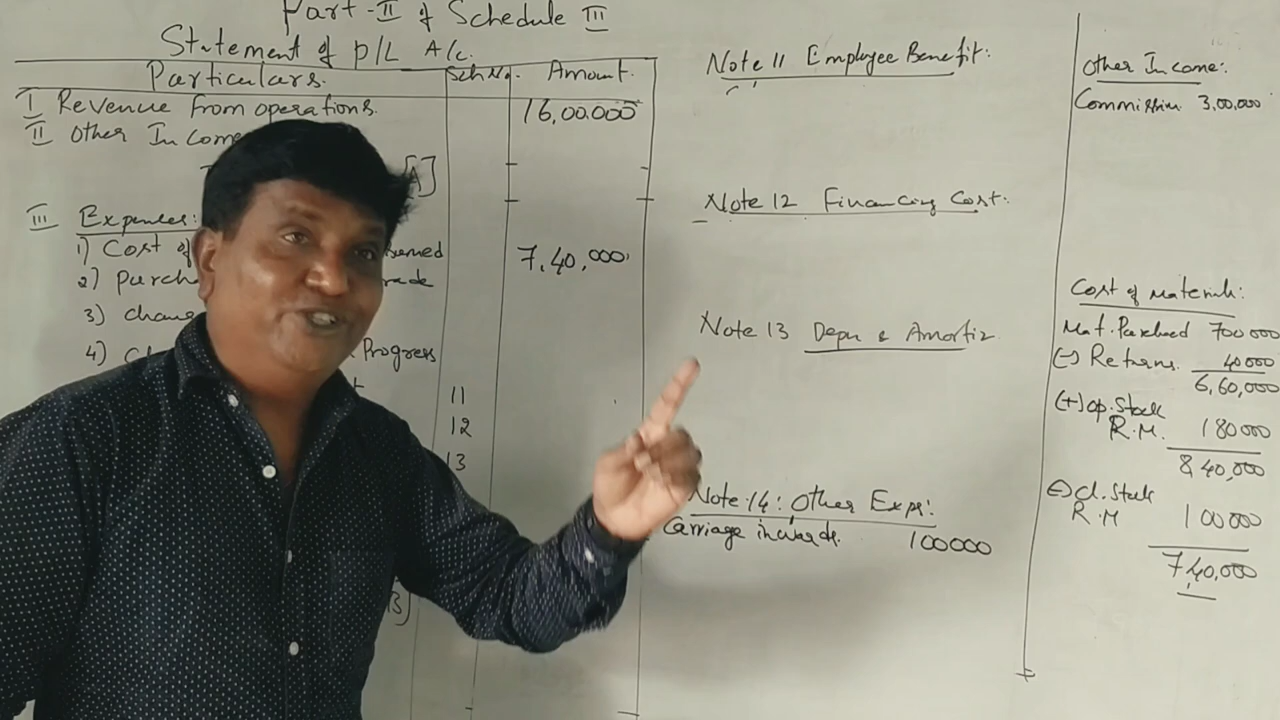 Part-II of Schedule III
Statement of P/L A/c.
Particulars. Sch No. Amount.
I Revenue from operations. 16,00,000
II Other Income
[A]
III Expenses:
1) Cost of 7,40,000
2) Purch
3) Chang
4) Progress
11
12
13
Note 11 Employee Benefit:
Note 12 Financing Cost:
Note 13 Depn & Amortiz
Note 14: Other Exps:
Carriage inwards. 100000
Other Income:
Commission 3,00,000
Cost of Materials:
Mat. Purchased 700000
(-) Returns. 40000
6,60,000
(+) Op. Stock
R.M. 180000
8,40,000
(-) Cl. Stock
R.M 100000
7,40,000